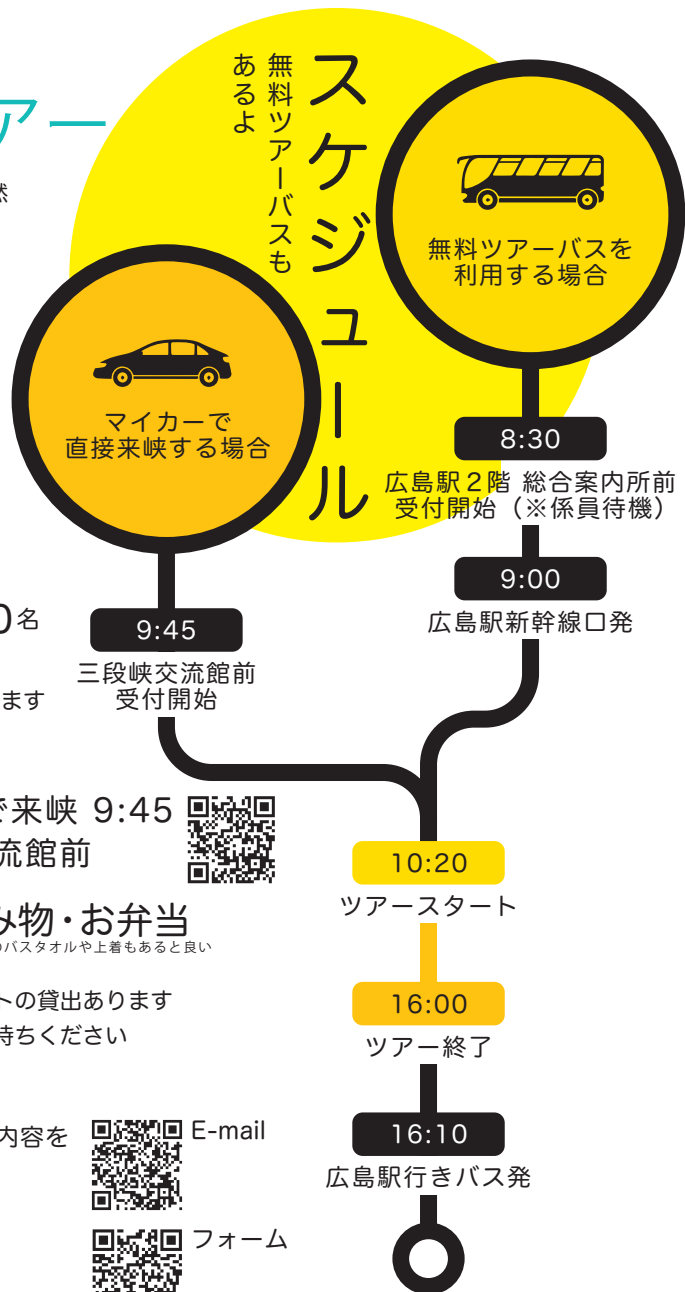 アー
然
スケジュール
無料ツアーバスも
あるよ
無料ツアーバスを
利用する場合
マイカーで
直接来峡する場合
8:30
広島駅2階 総合案内所前
受付開始（※係員待機）
9:00
広島駅新幹線口発
9:45
三段峡交流館前
受付開始
0名
ます
で来峡 9:45
流館前
み物・お弁当
のバスタオルや上着もあると良い
トの貸出あります
持ちください
内容を
E-mail
フォーム
10:20
ツアースタート
16:00
ツアー終了
16:10
広島駅行きバス発